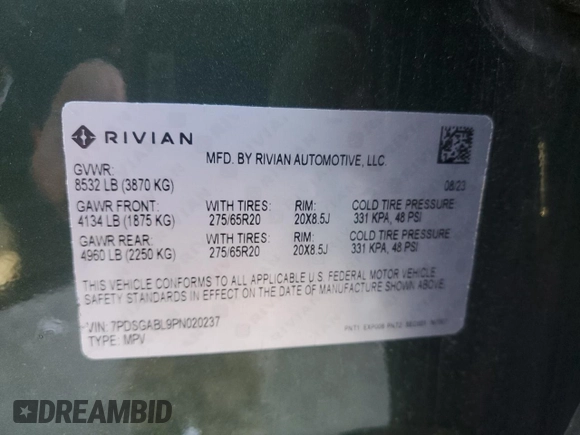 RIVIAN
MFD. BY RIVIAN AUTOMOTIVE, LLC.
GVWR:
8532 LB (3870 KG)
08/23
GAWR FRONT: WITH TIRES: RIM: COLD TIRE PRESSURE:
4134 LB (1875 KG) 275/65R20 20X8.5J 331 KPA, 48 PSI
GAWR REAR: WITH TIRES: RIM: COLD TIRE PRESSURE:
4960 LB (2250 KG) 275/65R20 20X8.5J 331 KPA, 48 PSI
THIS VEHICLE CONFORMS TO ALL APPLICABLE U.S. FEDERAL MOTOR VEHICLE
SAFETY STANDARDS IN EFFECT ON THE DATE OF MANUFACTURE SHOWN ABOVE.
VIN: 7PDSGABL9PN020237
TYPE: MPV
DREAMBID